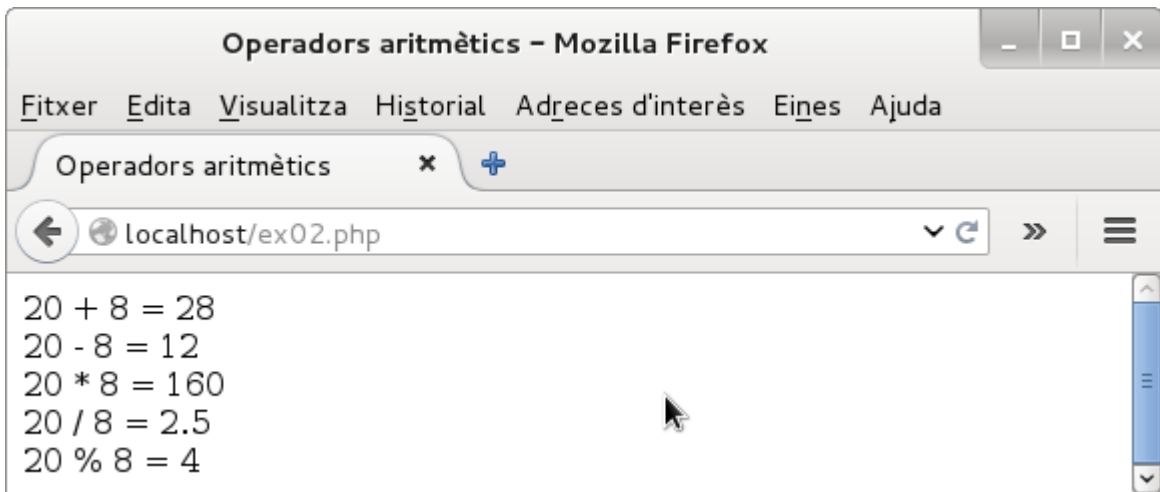 Operadors aritmètics - Mozilla Firefox
Fitxer Edita Visualitza Historial Adreces d'interès Eines Ajuda
Operadors aritmètics
localhost/ex02.php
20 + 8 = 28
20 - 8 = 12
20 * 8 = 160
20 / 8 = 2.5
20 % 8 = 4